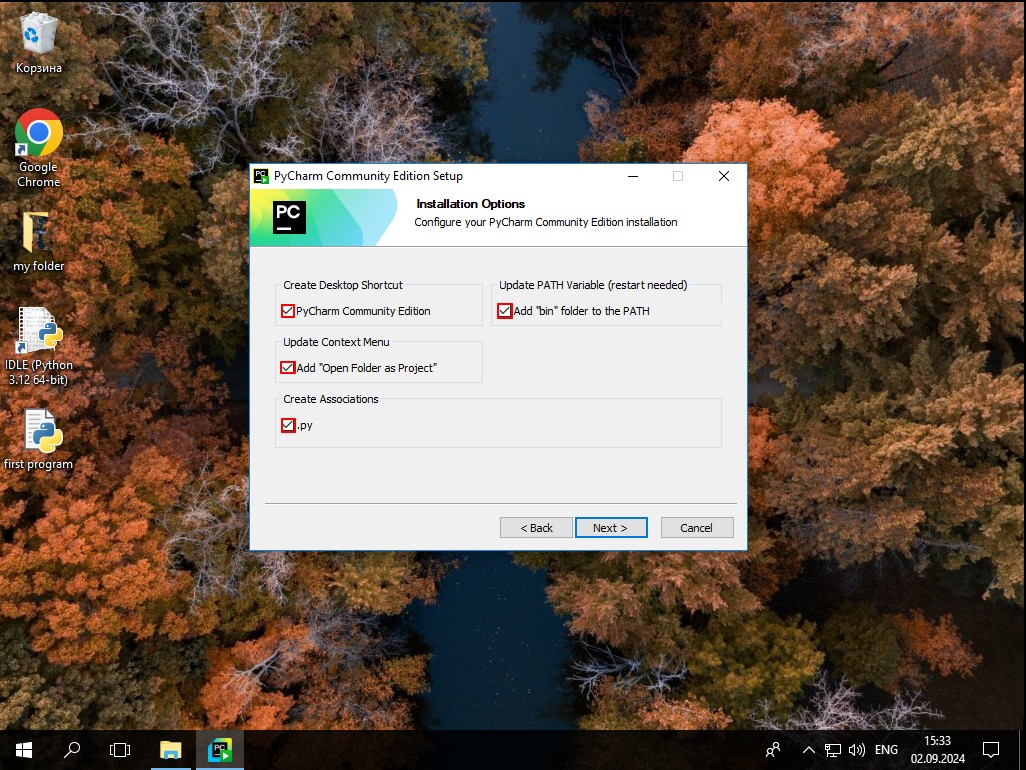 Корзина
Google
Chrome
my folder
IDLE (Python
3.12 64-bit)
first program
PyCharm Community Edition Setup
PC
Installation Options
Configure your PyCharm Community Edition installation
Create Desktop Shortcut
PyCharm Community Edition
Update PATH Variable (restart needed)
Add "bin" folder to the PATH
Update Context Menu
Add "Open Folder as Project"
Create Associations
.py
< Back
Next >
Cancel
PC
ENG
15:33
02.09.2024